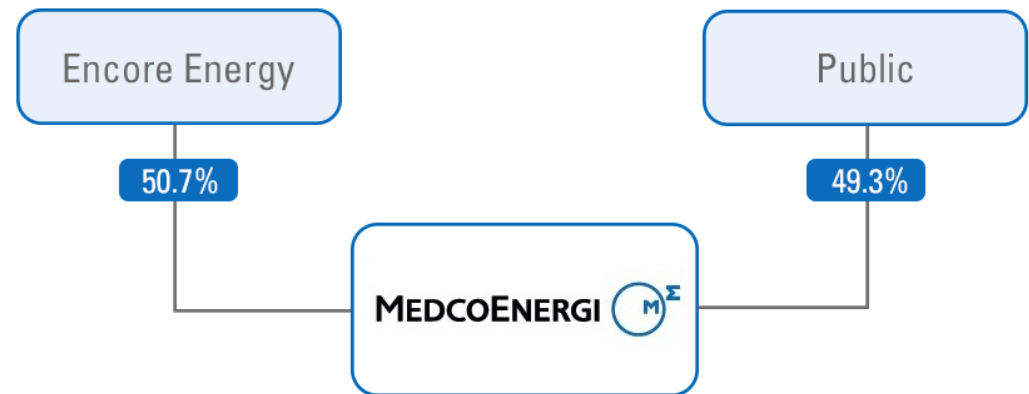 Encore Energy
Public
50.7%
49.3%
MEDCOENERGI
M Σ